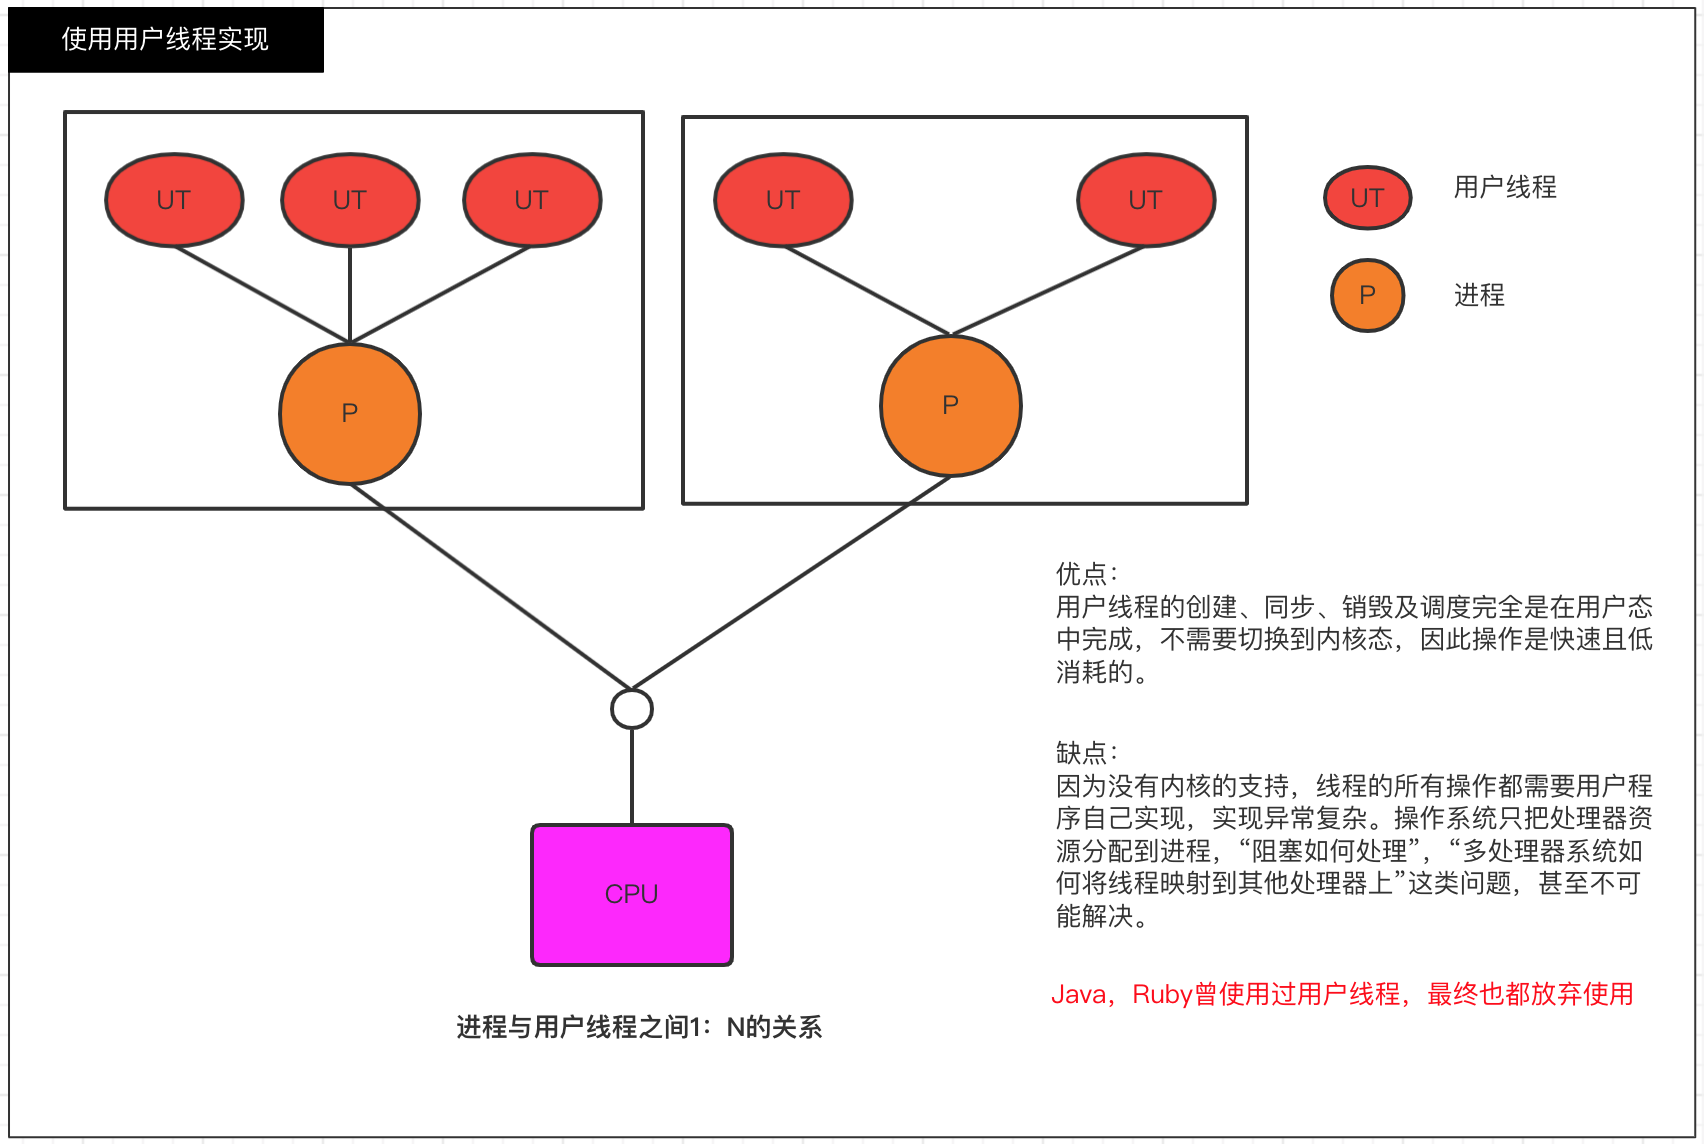 使用用户线程实现
UT
UT
UT
UT
UT
UT
用户线程
P
进程
P
P
优点：
用户线程的创建、同步、销毁及调度完全是在用户态
中完成，不需要切换到内核态，因此操作是快速且低
消耗的。
缺点：
因为没有内核的支持，线程的所有操作都需要用户程
序自己实现，实现异常复杂。操作系统只把处理器资
源分配到进程，“阻塞如何处理”，“多处理器系统如
何将线程映射到其他处理器上”这类问题，甚至不可
能解决。
CPU
Java，Ruby曾使用过用户线程，最终也都放弃使用
进程与用户线程之间1：N的关系